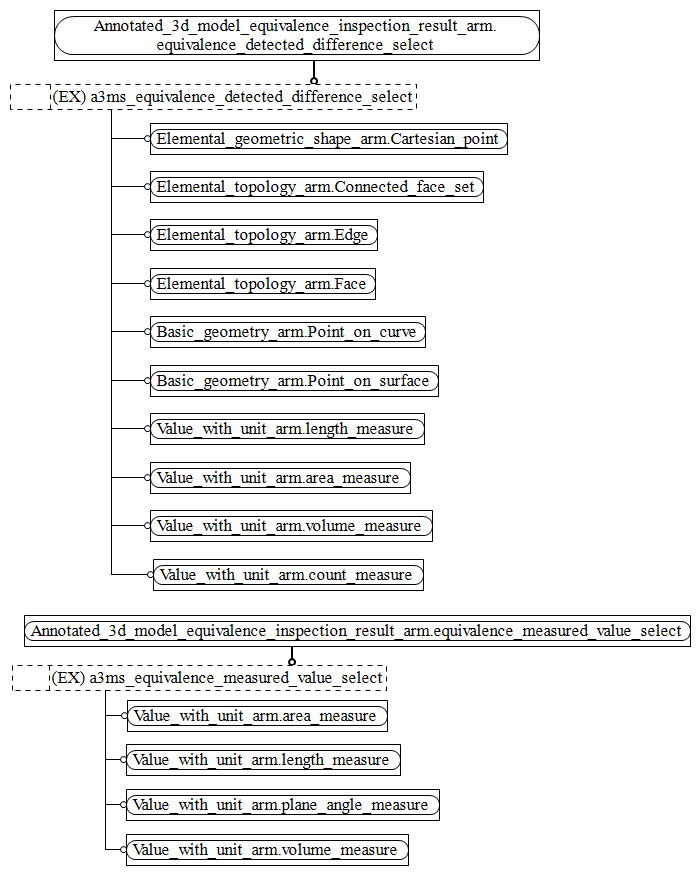 Annotated_3d_model_equivalence_inspection_result_arm.
equivalence_detected_difference_select
(EX) a3ms_equivalence_detected_difference_select
Elemental_geometric_shape_arm.Cartesian_point
Elemental_topology_arm.Connected_face_set
Elemental_topology_arm.Edge
Elemental_topology_arm.Face
Basic_geometry_arm.Point_on_curve
Basic_geometry_arm.Point_on_surface
Value_with_unit_arm.length_measure
Value_with_unit_arm.area_measure
Value_with_unit_arm.volume_measure
Value_with_unit_arm.count_measure
Annotated_3d_model_equivalence_inspection_result_arm.equivalence_measured_value_select
(EX) a3ms_equivalence_measured_value_select
Value_with_unit_arm.area_measure
Value_with_unit_arm.length_measure
Value_with_unit_arm.plane_angle_measure
Value_with_unit_arm.volume_measure